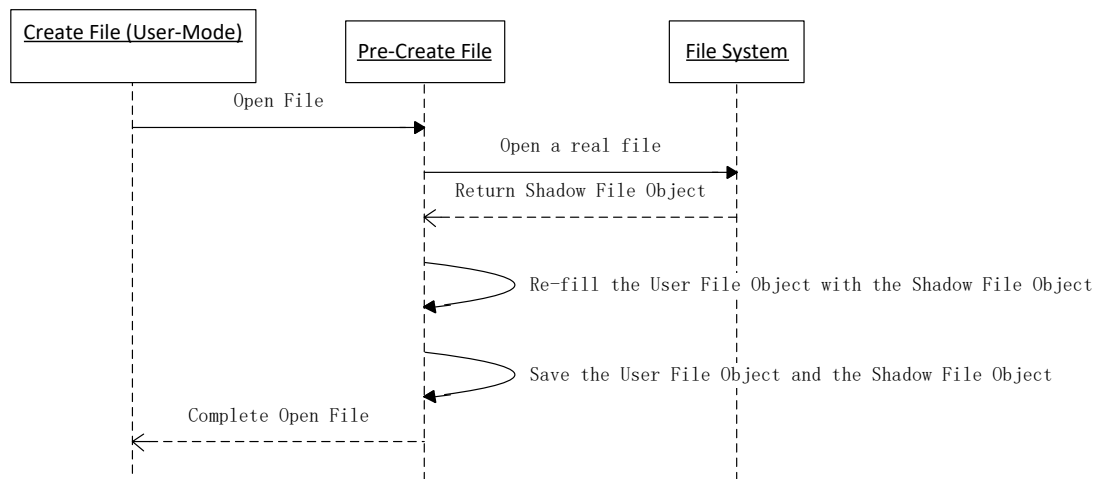 Create File (User-Mode)
Pre-Create File
File System
Open File
Open a real file
Return Shadow File Object
Re-fill the User File Object with the Shadow File Object
Save the User File Object and the Shadow File Object
Complete Open File